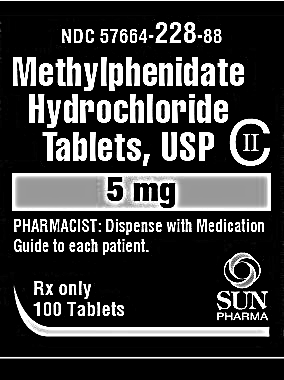 NDC 57664-228-88
Methylphenidate
Hydrochloride
Tablets, USP CII
5 mg
PHARMACIST: Dispense with Medication
Guide to each patient.
Rx only
100 Tablets
SUN
PHARMA